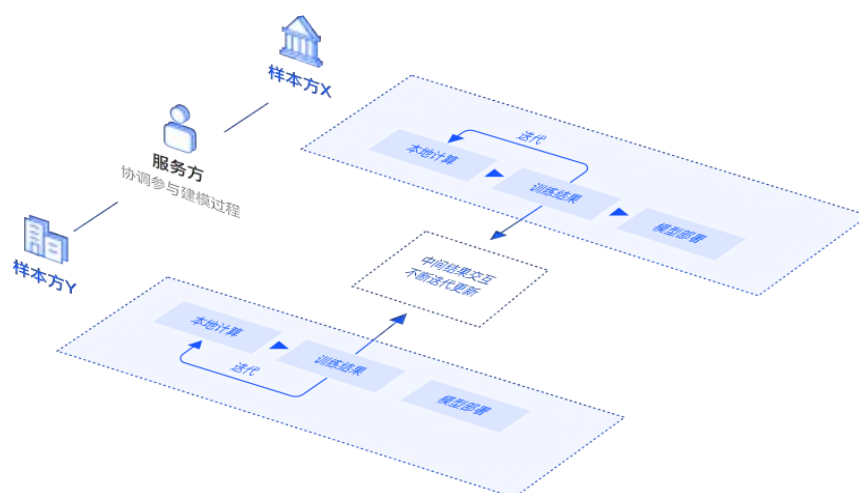 样本方X
迭代
本地计算
训练结果
模型部署
服务方
协调参与建模过程
中间结果交互
不断迭代更新
样本方Y
本地计算
迭代
训练结果
模型部署